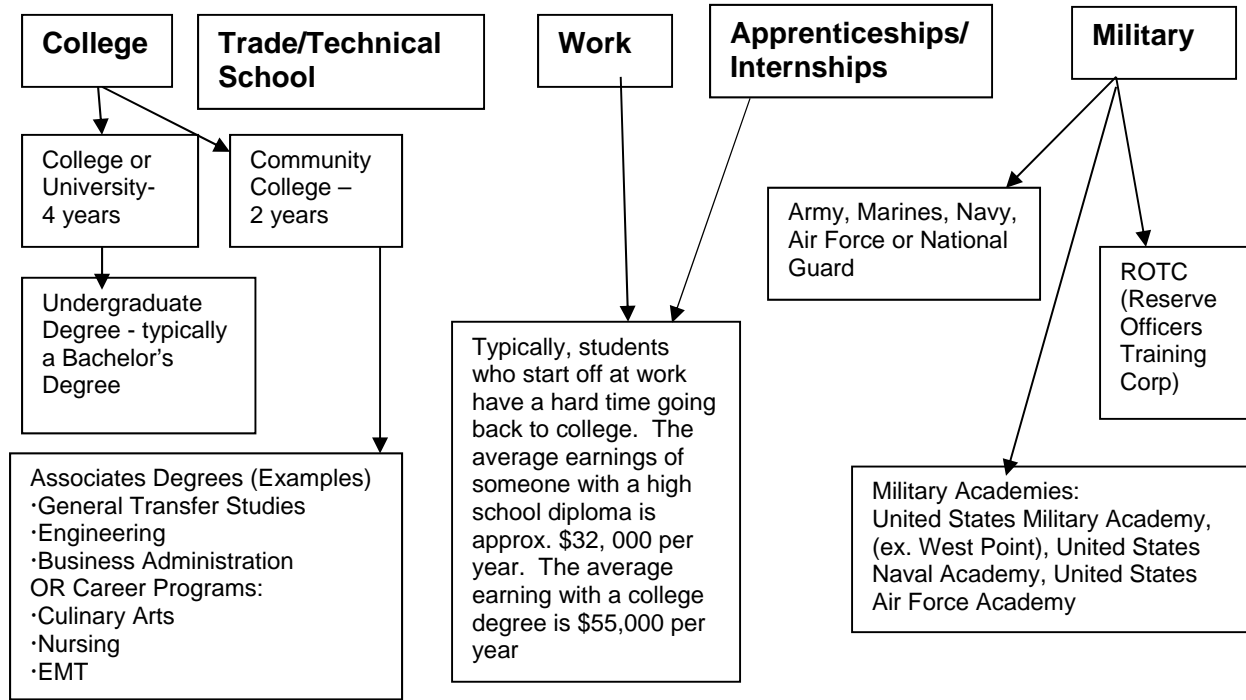 College
Trade/Technical
School
Work
Apprenticeships/
Internships
Military
College or
University-
4 years
Community
College –
2 years
Army, Marines, Navy,
Air Force or National
Guard
ROTC
(Reserve
Officers
Training
Corp)
Undergraduate
Degree - typically
a Bachelor’s
Degree
Typically, students
who start off at work
have a hard time going
back to college.  The
average earnings of
someone with a high
school diploma is
approx. $32, 000 per
year.  The average
earning with a college
degree is $55,000 per
year
Associates Degrees (Examples)
·General Transfer Studies
·Engineering
·Business Administration
OR Career Programs:
·Culinary Arts
·Nursing
·EMT
Military Academies:
United States Military Academy,
(ex. West Point), United States
Naval Academy, United States
Air Force Academy